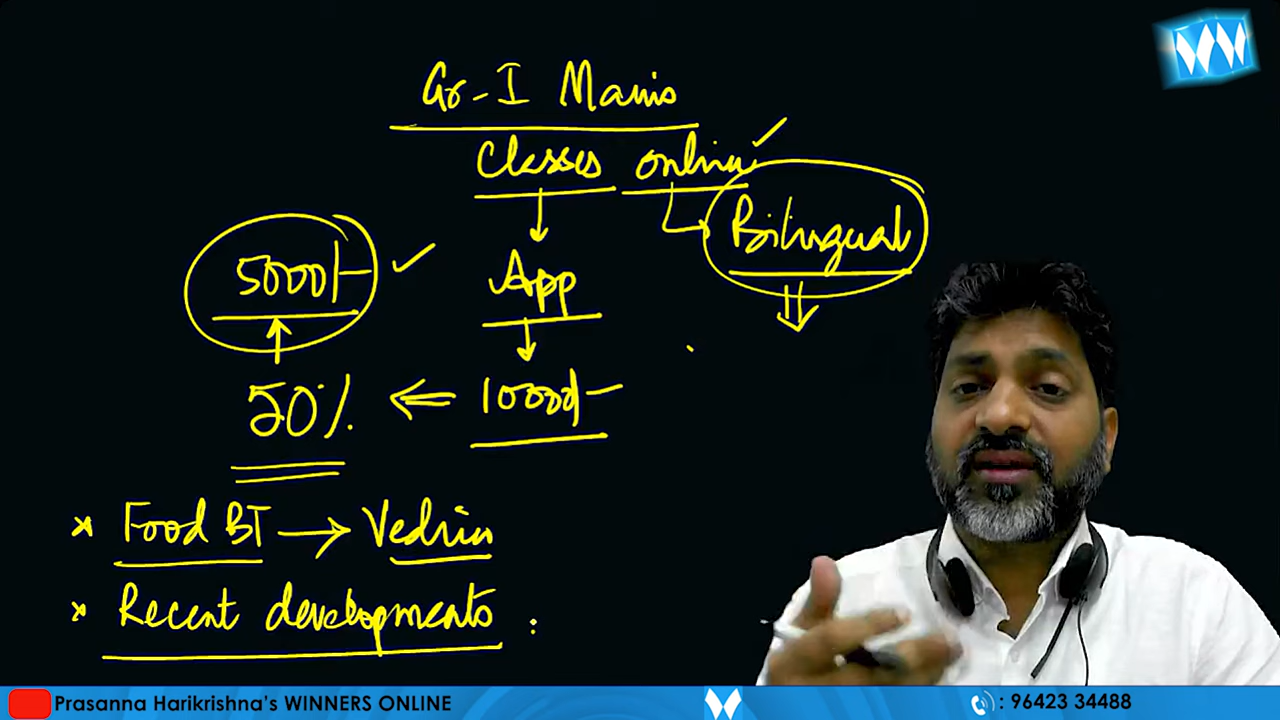 Gr-I Mains
Classes online
Bilingual
5000/-
App
50%
10000/-
* Food BT → Vedrin
* Recent developments :
Prasanna Harikrishna's WINNERS ONLINE
W
: 96423 34488